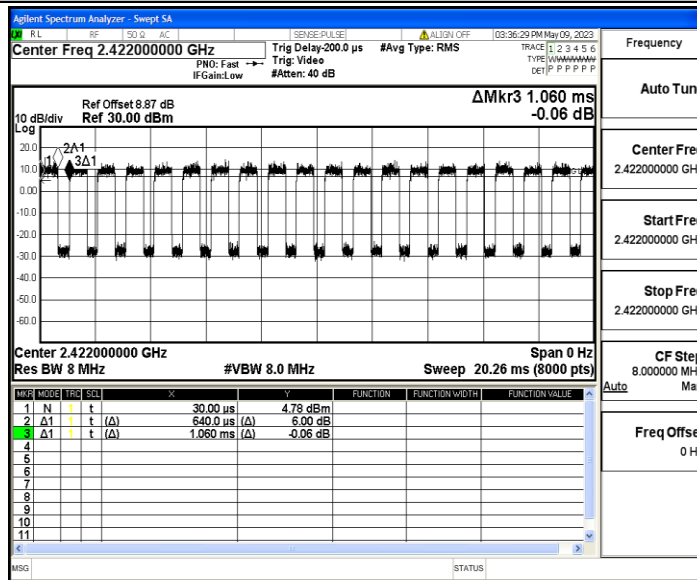 Agilent Spectrum Analyzer - Swept SA
RL RF 50 Ω AC SENSE:PULSE ALIGN OFF 03:36:29 PM May 09, 2023
Center Freq 2.422000000 GHz
PNO: Fast
IFGain:Low
Trig Delay-200.0 µs
Trig: Video
#Atten: 40 dB
#Avg Type: RMS
TRACE 1 2 3 4 5 6
TYPE WWWWWW
DET P P P P P P
Ref Offset 8.87 dB
10 dB/div Ref 30.00 dBm
Log
ΔMkr3 1.060 ms
-0.06 dB
20.0
10.0
0.00
-10.0
-20.0
-30.0
-40.0
-50.0
-60.0
1
2Δ1
3Δ1
Center 2.422000000 GHz Span 0 Hz
Res BW 8 MHz #VBW 8.0 MHz Sweep 20.26 ms (8000 pts)
MKR MODE TRC SCL X Y FUNCTION FUNCTION WIDTH FUNCTION VALUE
1 N 1 t 30.00 µs 4.78 dBm
2 Δ1 1 t (Δ) 640.0 µs (Δ) 6.00 dB
3 Δ1 1 t (Δ) 1.060 ms (Δ) -0.06 dB
4
5
6
7
8
9
10
11
MSG STATUS
Frequency
Auto Tun
Center Fre
2.422000000 GH
Start Fre
2.422000000 GH
Stop Fre
2.422000000 GH
CF Step
8.000000 MH
Auto Ma
Freq Offse
0 H